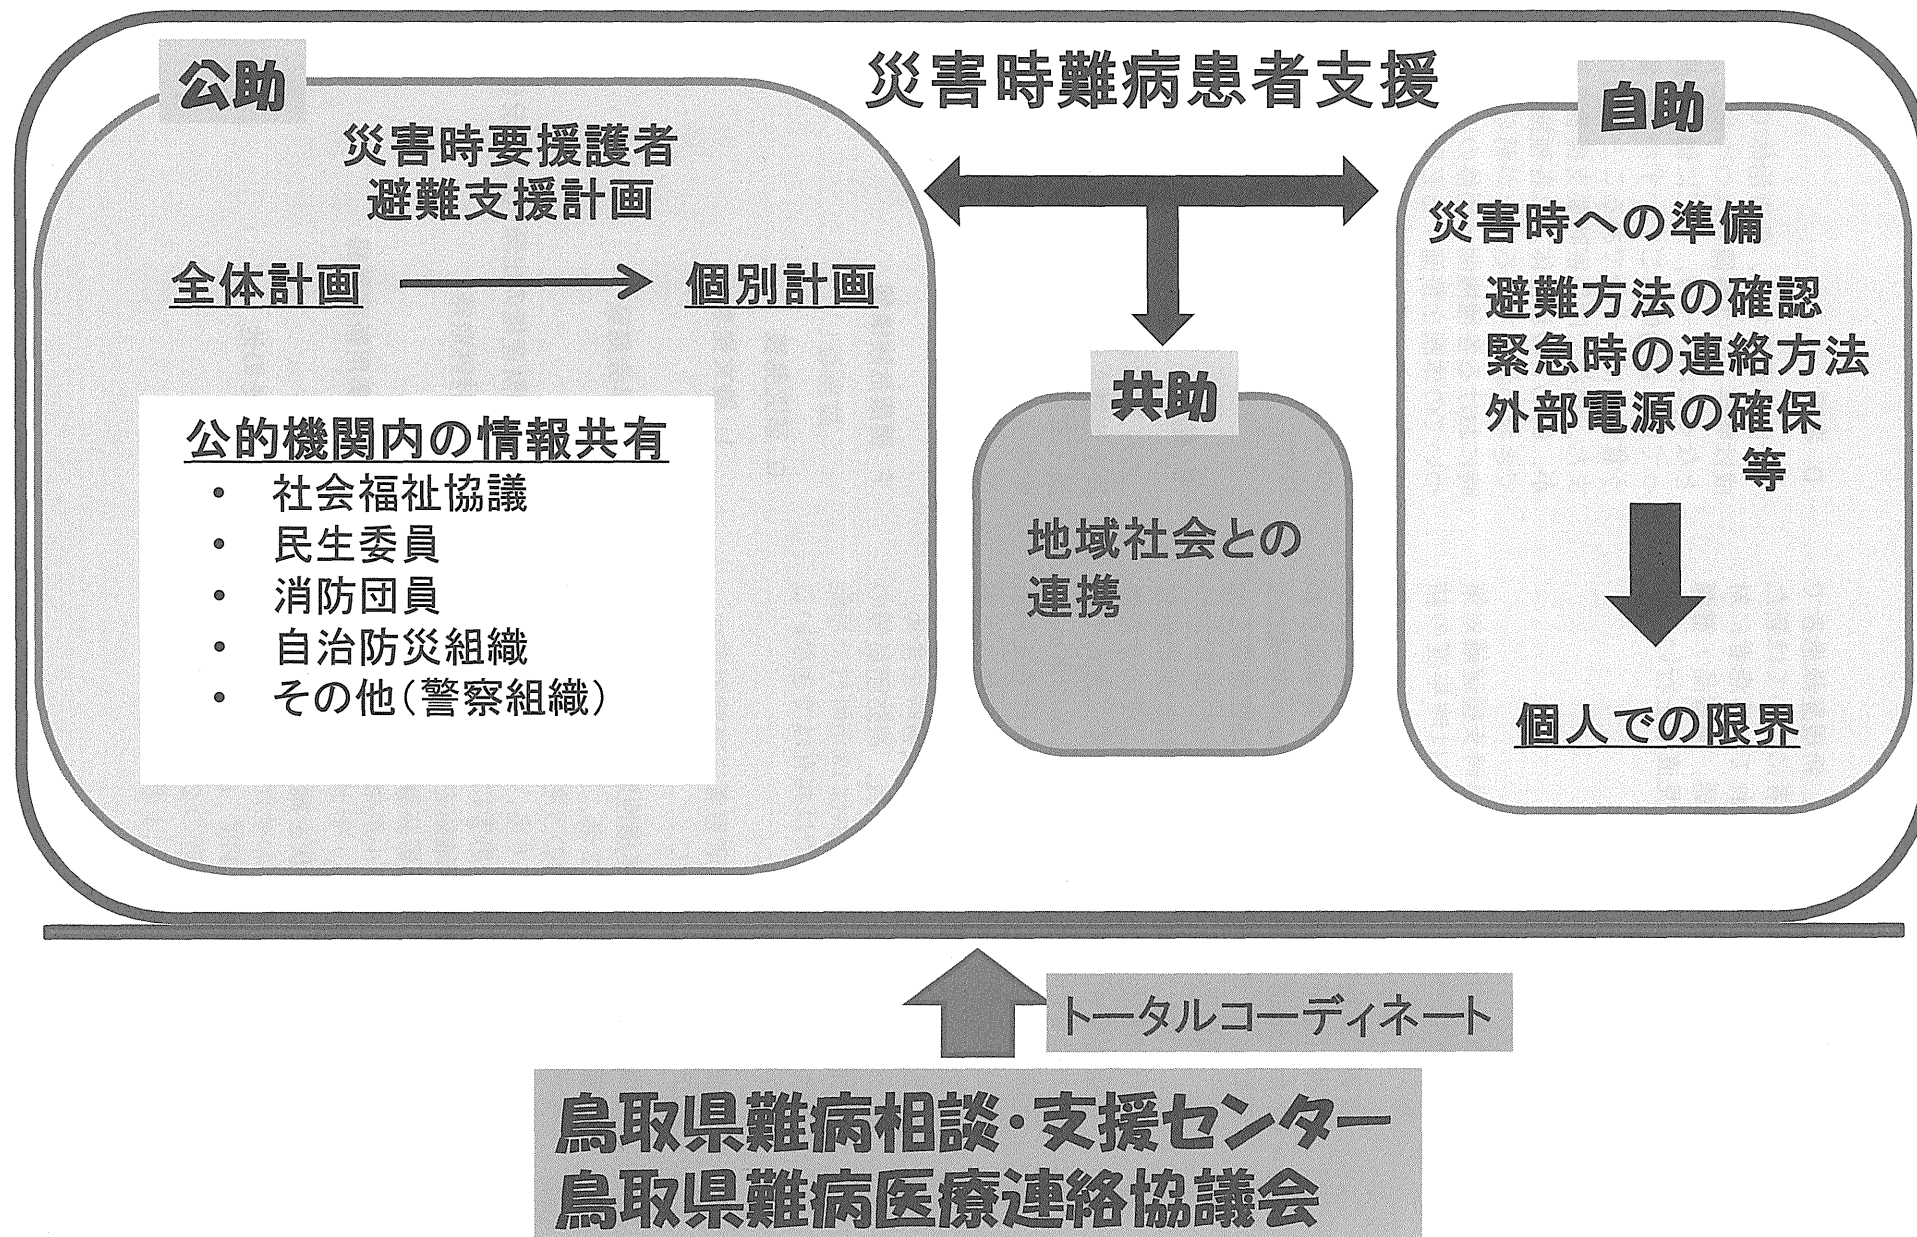 災害時難病患者支援
公助
災害時要援護者
避難支援計画
全体計画
個別計画
公的機関内の情報共有
• 社会福祉協議
• 民生委員
• 消防団員
• 自治防災組織
• その他(警察組織)
共助
地域社会との
連携
自助
災害時への準備
避難方法の確認
緊急時の連絡方法
外部電源の確保
等
個人での限界
トータルコーディネート
鳥取県難病相談・支援センター
鳥取県難病医療連絡協議会